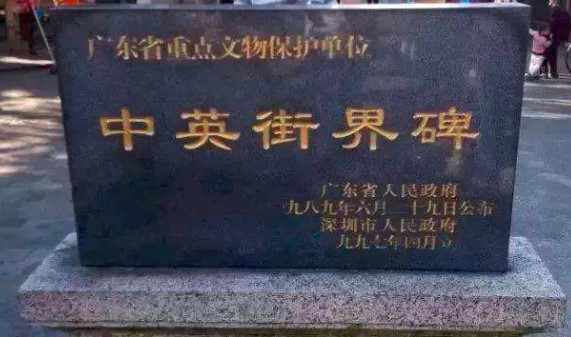 广东省重点文物保护单位
中英街界碑
广东省人民政府
九八九年六月二十九日公布
深圳市人民政府
九九七年四月立